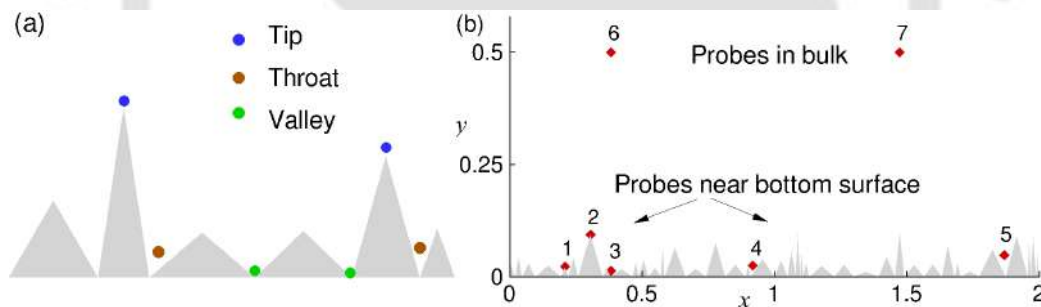 (a)
Tip
Throat
Valley
(b)
6
7
0.5
Probes in bulk
y
0.25
Probes near bottom surface
2
1
3
4
5
0
0
0.5
1
1.5
2
x